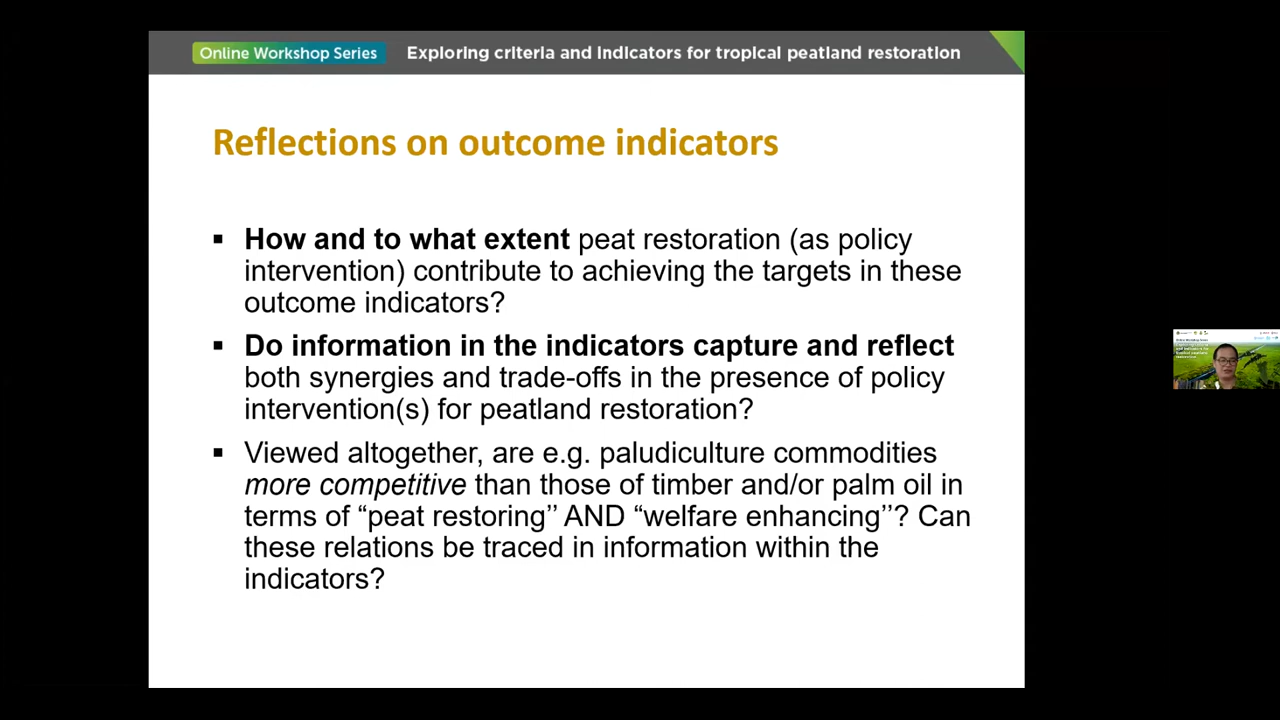 Online Workshop Series Exploring criteria and indicators for tropical peatland restoration
Reflections on outcome indicators
▪ How and to what extent peat restoration (as policy
intervention) contribute to achieving the targets in these
outcome indicators?
▪ Do information in the indicators capture and reflect
both synergies and trade-offs in the presence of policy
intervention(s) for peatland restoration?
▪ Viewed altogether, are e.g. paludiculture commodities
more competitive than those of timber and/or palm oil in
terms of “peat restoring’’ AND “welfare enhancing’’? Can
these relations be traced in information within the
indicators?